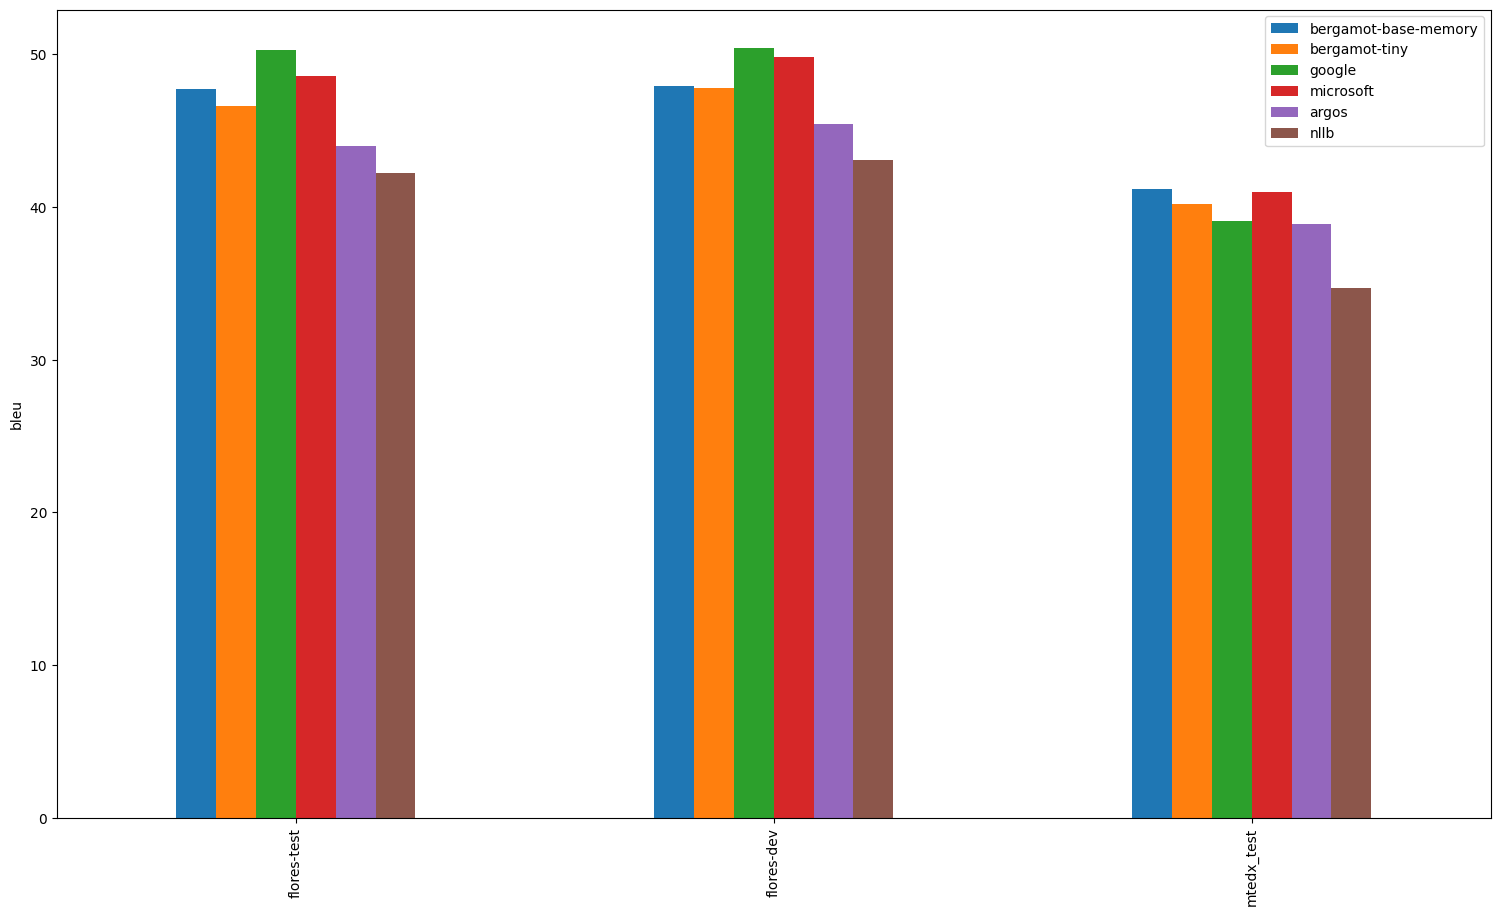 bergamot-base-memory
bergamot-tiny
google
microsoft
argos
nllb
bleu
50
40
30
20
10
0
flores-test
flores-dev
mtedx_test